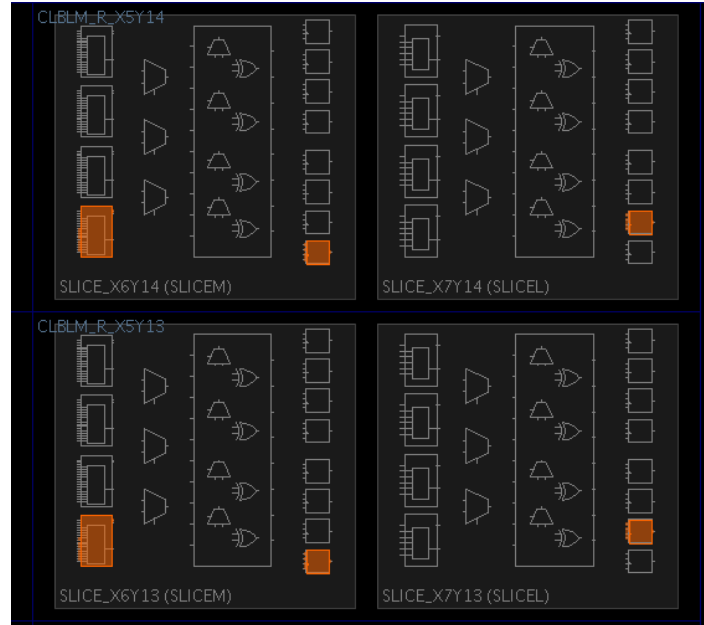 CLBLM_R_X5Y14
SLICE_X6Y14 (SLICEM)
SLICE_X7Y14 (SLICEL)
CLBLM_R_X5Y13
SLICE_X6Y13 (SLICEM)
SLICE_X7Y13 (SLICEL)